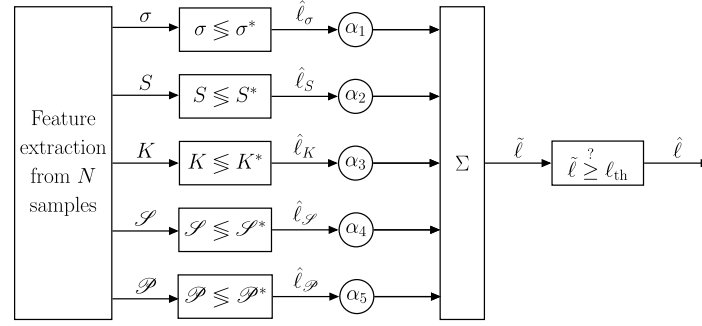 Feature
extraction
from N
samples
σ
σ ≶ σ*
ℓ̂_σ
α₁
S
S ≶ S*
ℓ̂_S
α₂
K
K ≶ K*
ℓ̂_K
α₃
𝒮
𝒮 ≶ 𝒮*
ℓ̂_𝒮
α₄
𝒫
𝒫 ≶ 𝒫*
ℓ̂_𝒫
α₅
Σ
ℓ̃
?
ℓ̃ ≥ ℓ_th
ℓ̂